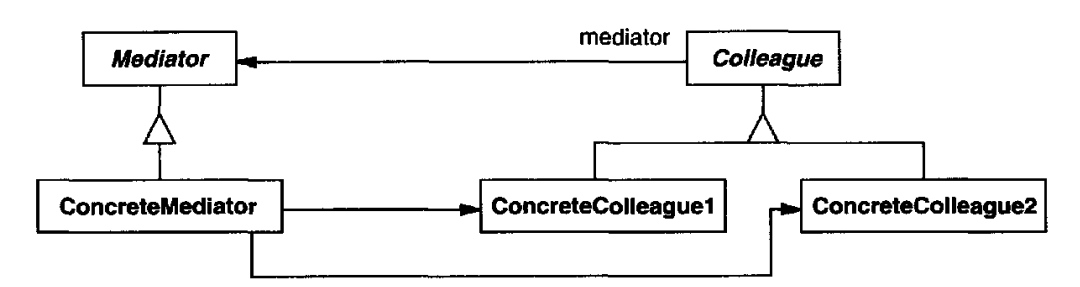 mediator
Mediator
Colleague
ConcreteMediator
ConcreteColleague1
ConcreteColleague2